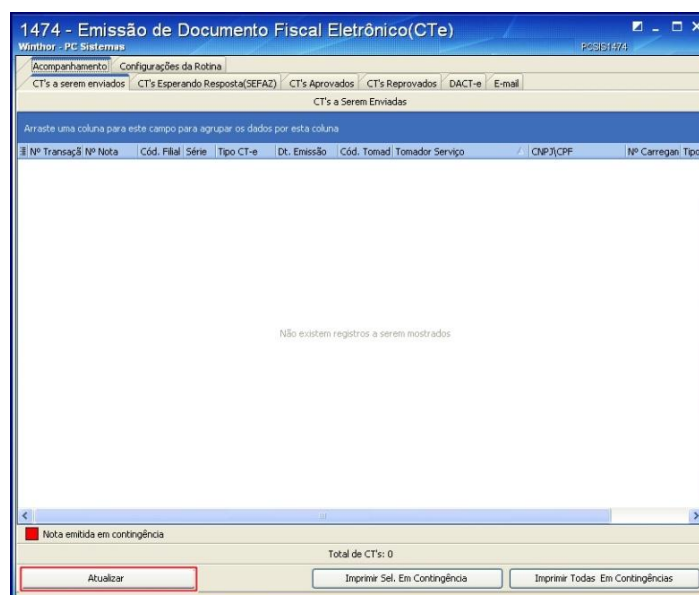 1474 - Emissão de Documento Fiscal Eletrônico(CTe)
Winthor - PC Sistemas
PCSIS1474
Acompanhamento Configurações da Rotina
CT's a serem enviados CT's Esperando Resposta(SEFAZ) CT's Aprovados CT's Reprovados DACT-e E-mail
CT's a Serem Enviadas
Arraste uma coluna para este campo para agrupar os dados por esta coluna
Nº Transaçã Nº Nota Cód. Filial Série Tipo CT-e Dt. Emissão Cód. Tomad Tomador Serviço CNPJ\CPF Nº Carregan Tipo
Não existem registros a serem mostrados
Nota emitida em contingência
Total de CT's: 0
Atualizar Imprimir Sel. Em Contingência Imprimir Todas Em Contingências